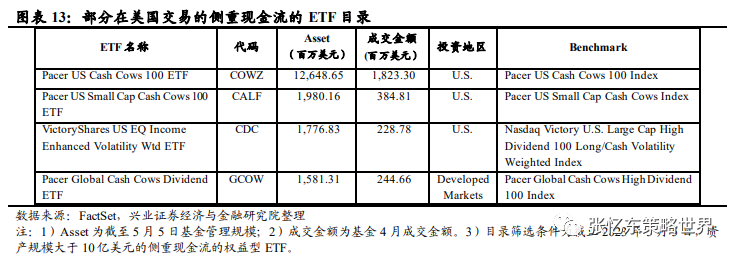 图表 13：部分在美国交易的侧重现金流的 ETF 目录
ETF 名称 代码 Asset（百万美元） 成交金额（百万美元） 投资地区 Benchmark
Pacer US Cash Cows 100 ETF COWZ 12,648.65 1,823.30 U.S. Pacer US Cash Cows 100 Index
Pacer US Small Cap Cash Cows 100 CALF 1,980.16 384.81 U.S. Pacer US Small Cap Cash Cows Index
ETF
VictoryShares US EQ Income CDC 1,776.83 228.78 U.S. Nasdaq Victory U.S. Large Cap High
Enhanced Volatility Wtd ETF Dividend 100 Long/Cash Volatility
Weighted Index
Pacer Global Cash Cows Dividend GCOW 1,581.31 244.66 Developed Pacer Global Cash Cows High Dividend
ETF Markets 100 Index
数据来源：FactSet，兴业证券经济与金融研究院整理
注：1）Asset 为截至 5 月 5 日基金管理规模；2）成交金额为基金 4 月成交金额。3）目录筛选条件为
产规模大于 10 亿美元的侧重现金流的权益型 ETF。
张忆东策略世界